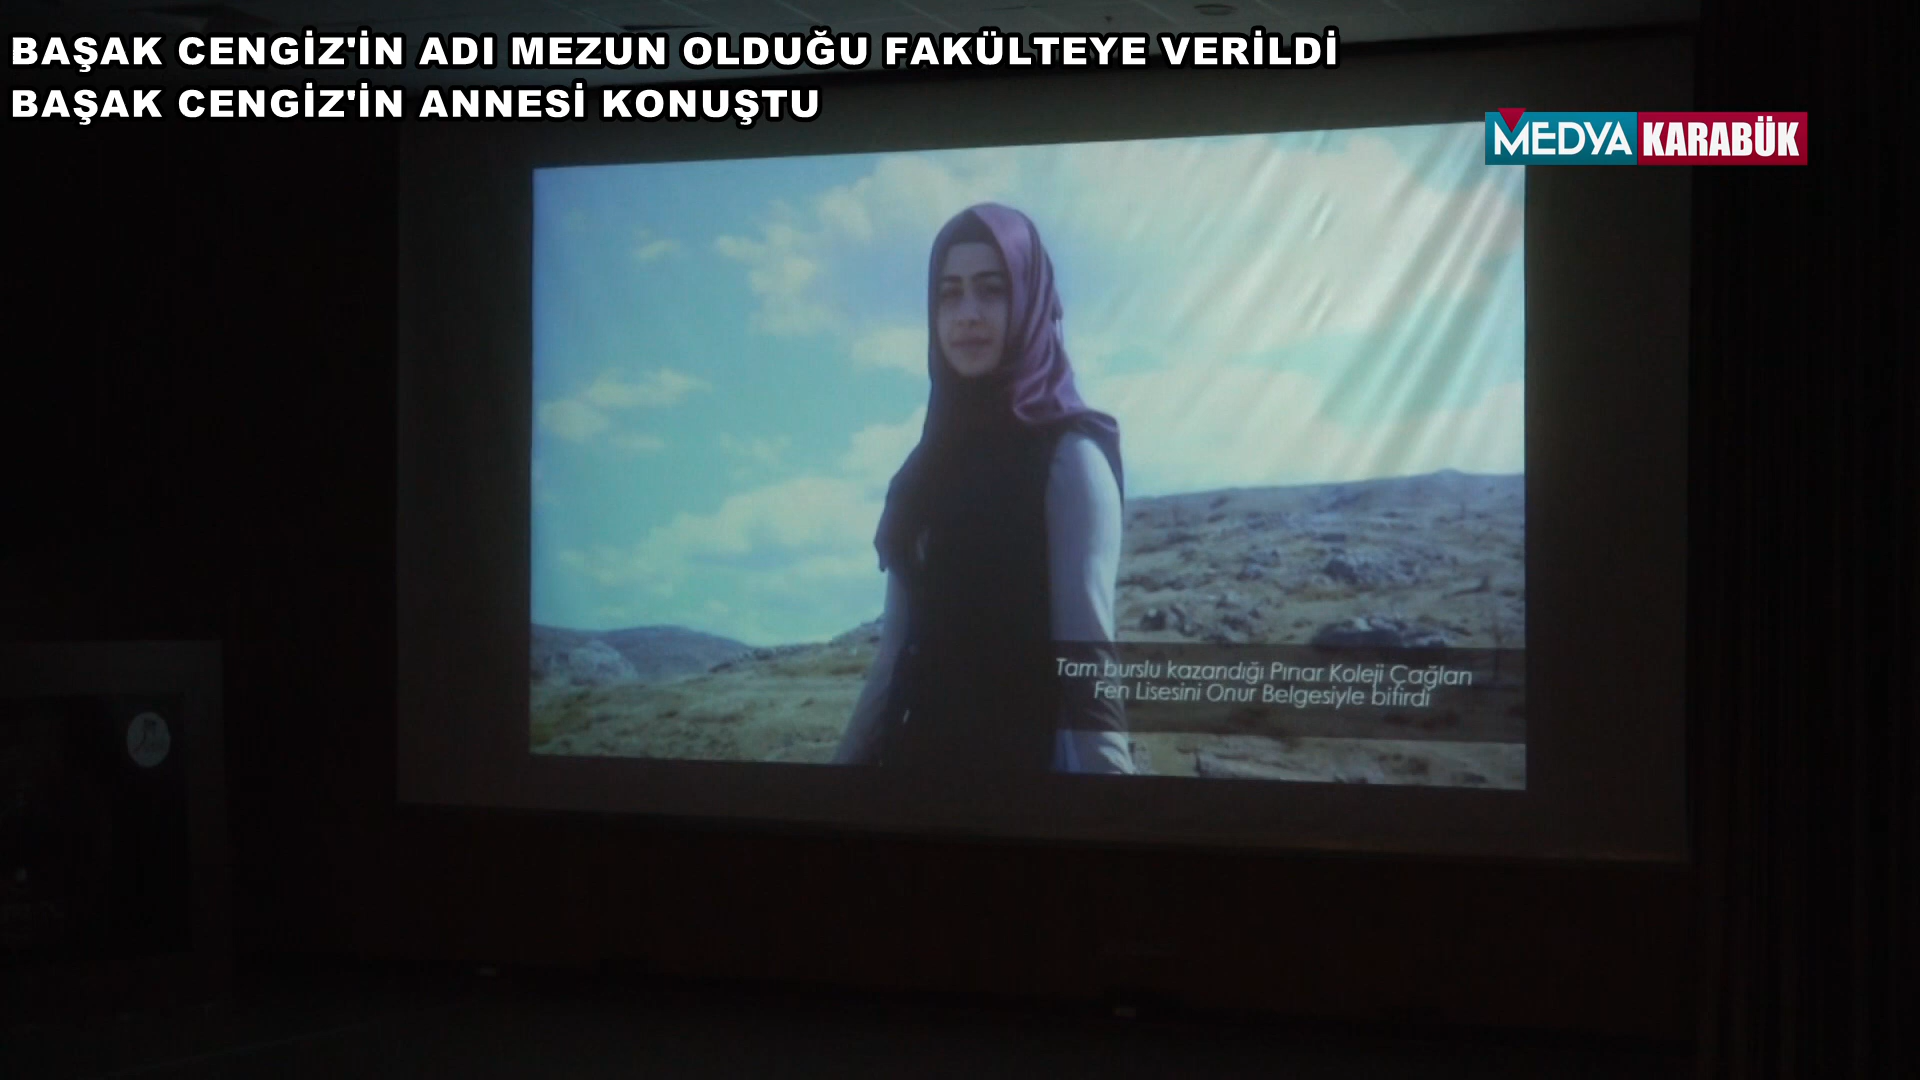 BAŞAK CENGİZ'İN ADI MEZUN OLDUĞU FAKÜLTEYE VERİLDİ
BAŞAK CENGİZ'İN ANNESİ KONUŞTU
MEDYA KARABÜK
Tam burslu kazandığı Pınar Koleji Çağlan
Fen Lisesini Onur Belgesiyle bitirdi